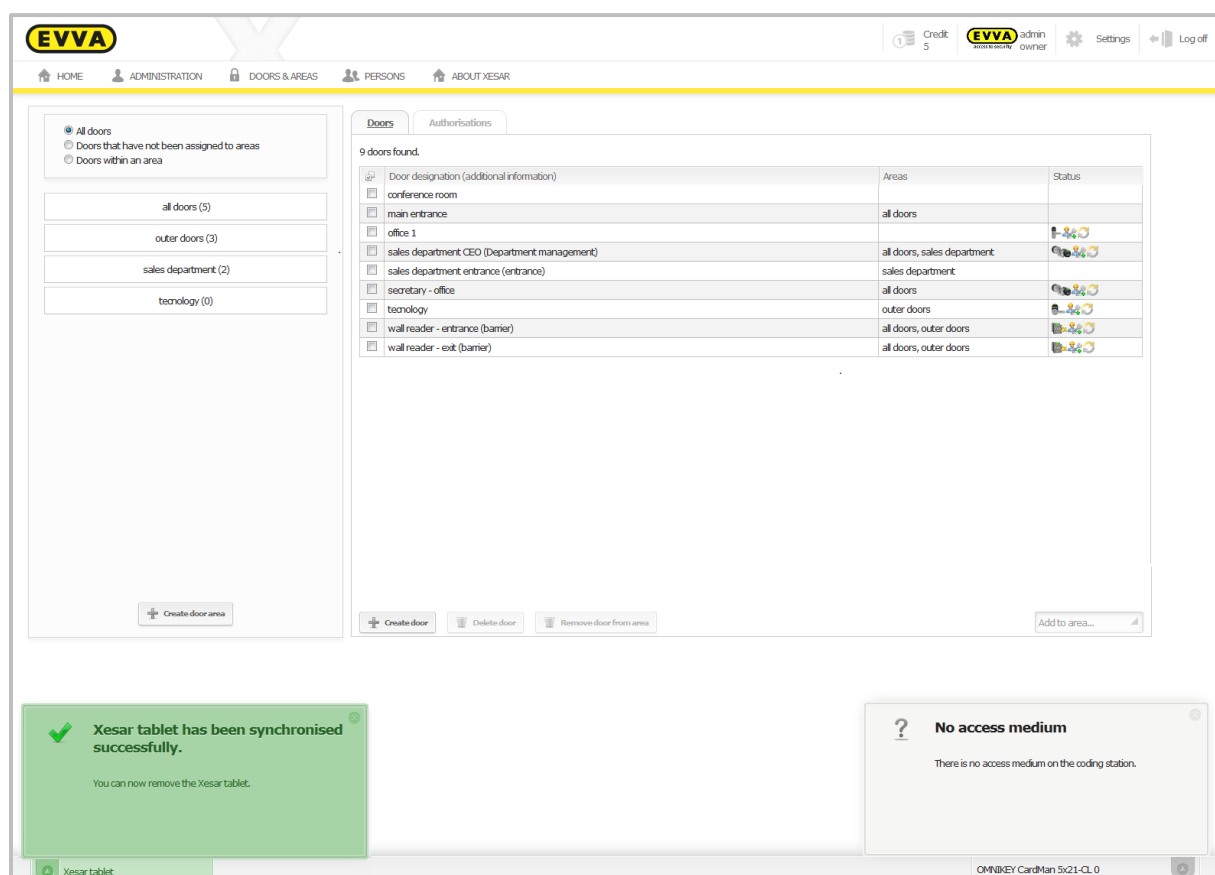 EVVA
Credit
5
EVVA
access to security
admin
owner
Settings
Log off
HOME
ADMINISTRATION
DOORS & AREAS
PERSONS
ABOUT XESAR
All doors
Doors that have not been assigned to areas
Doors within an area
all doors (5)
outer doors (3)
sales department (2)
tecnology (0)
Create door area
Doors
Authorisations
9 doors found.
Door designation (additional information) Areas Status
conference room
main entrance all doors
office 1
sales department CEO (Department management) all doors, sales department
sales department entrance (entrance) sales department
secretary - office all doors
tecnology outer doors
wall reader - entrance (barrier) all doors, outer doors
wall reader - exit (barrier) all doors, outer doors
Create door
Delete door
Remove door from area
Add to area...
Xesar tablet has been synchronised
successfully.
You can now remove the Xesar tablet.
?
No access medium
There is no access medium on the coding station.
Xesar tablet
OMNIKEY CardMan 5x21-CL 0